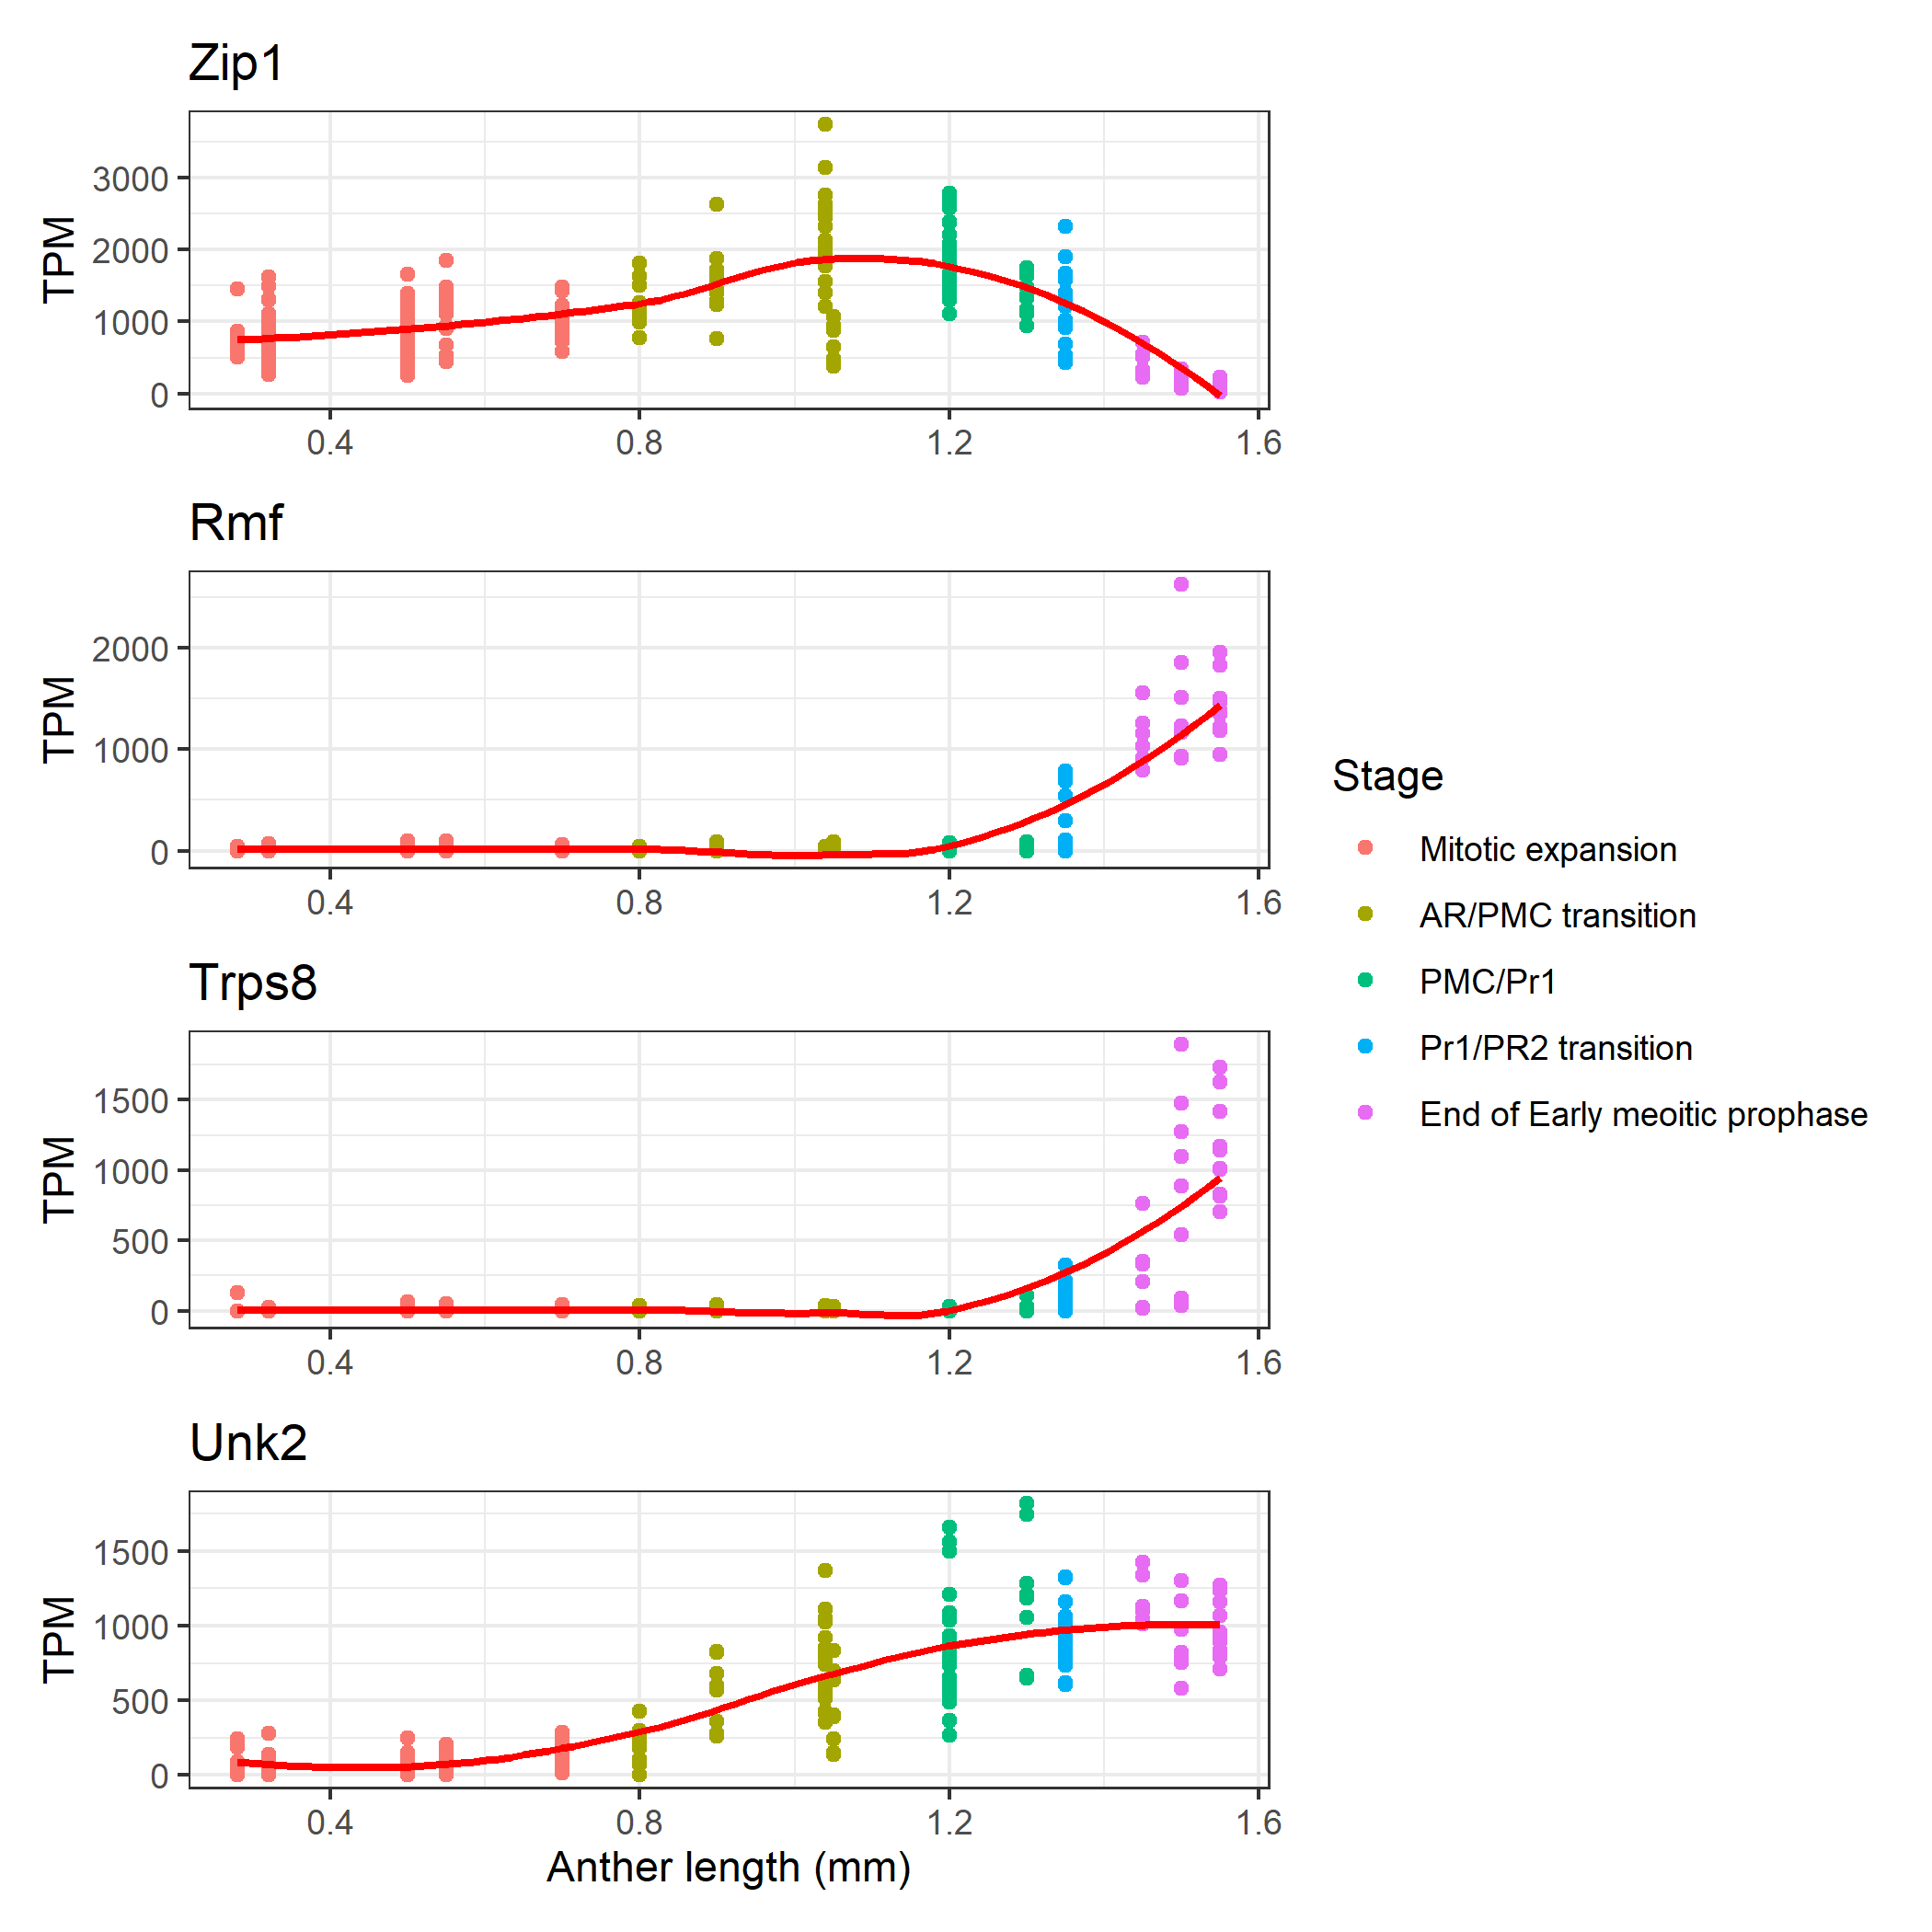 Zip1
TPM
3000
2000
1000
0
0.4 0.8 1.2 1.6
Rmf
TPM
2000
1000
0
0.4 0.8 1.2 1.6
Trps8
TPM
1500
1000
500
0
0.4 0.8 1.2 1.6
Unk2
TPM
1500
1000
500
0
0.4 0.8 1.2 1.6
Anther length (mm)
Stage
Mitotic expansion
AR/PMC transition
PMC/Pr1
Pr1/PR2 transition
End of Early meoitic prophase